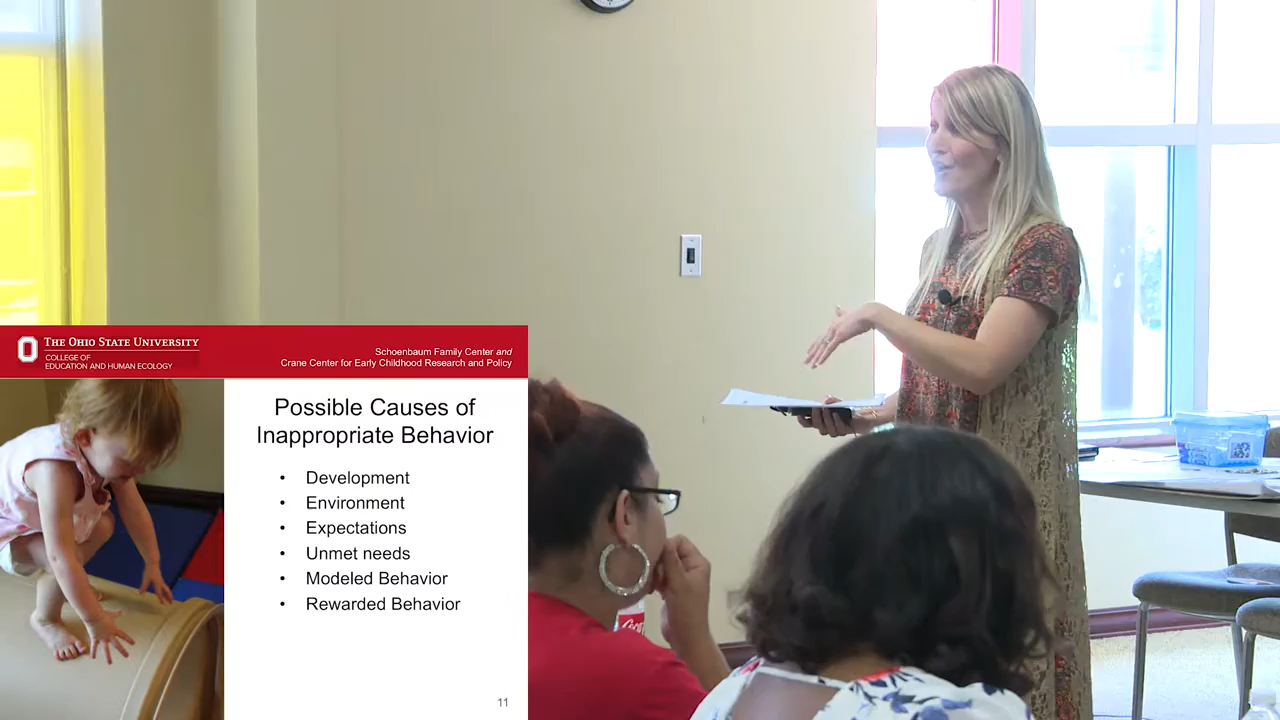 THE OHIO STATE UNIVERSITY
COLLEGE OF
EDUCATION AND HUMAN ECOLOGY
Schoenbaum Family Center and
Crane Center for Early Childhood Research and Policy
Possible Causes of
Inappropriate Behavior
• Development
• Environment
• Expectations
• Unmet needs
• Modeled Behavior
• Rewarded Behavior
11